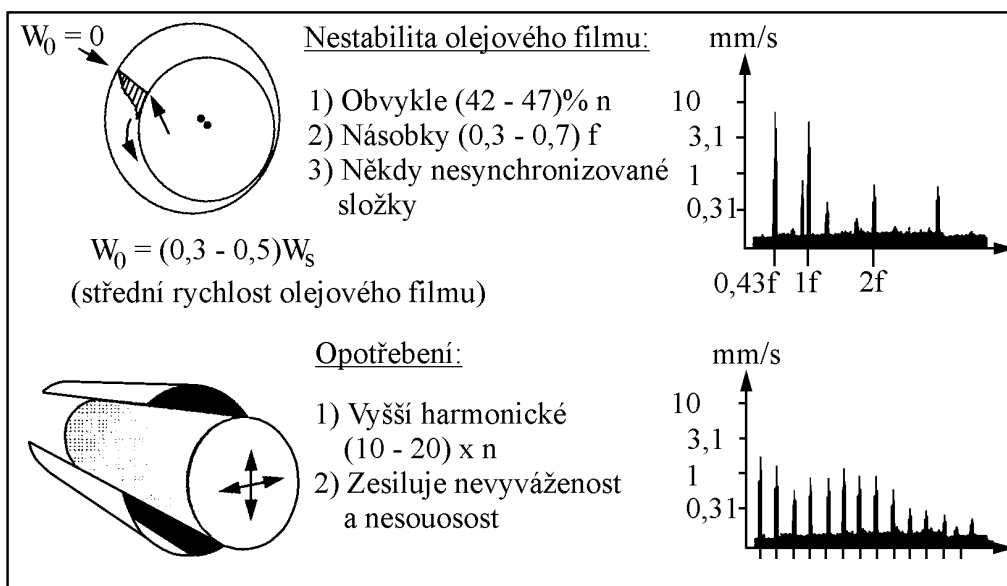 W₀ = 0
Nestabilita olejového filmu:
1) Obvykle (42 - 47)% n
2) Násobky (0,3 - 0,7) f
3) Někdy nesynchronizované
složky
W₀ = (0,3 - 0,5)Wₛ
(střední rychlost olejového filmu)
mm/s
10
3,1
1
0,31
0,43f 1f 2f
Opotřebení:
1) Vyšší harmonické
(10 - 20) x n
2) Zesiluje nevyváženost
a nesouosost
mm/s
10
3,1
1
0,31